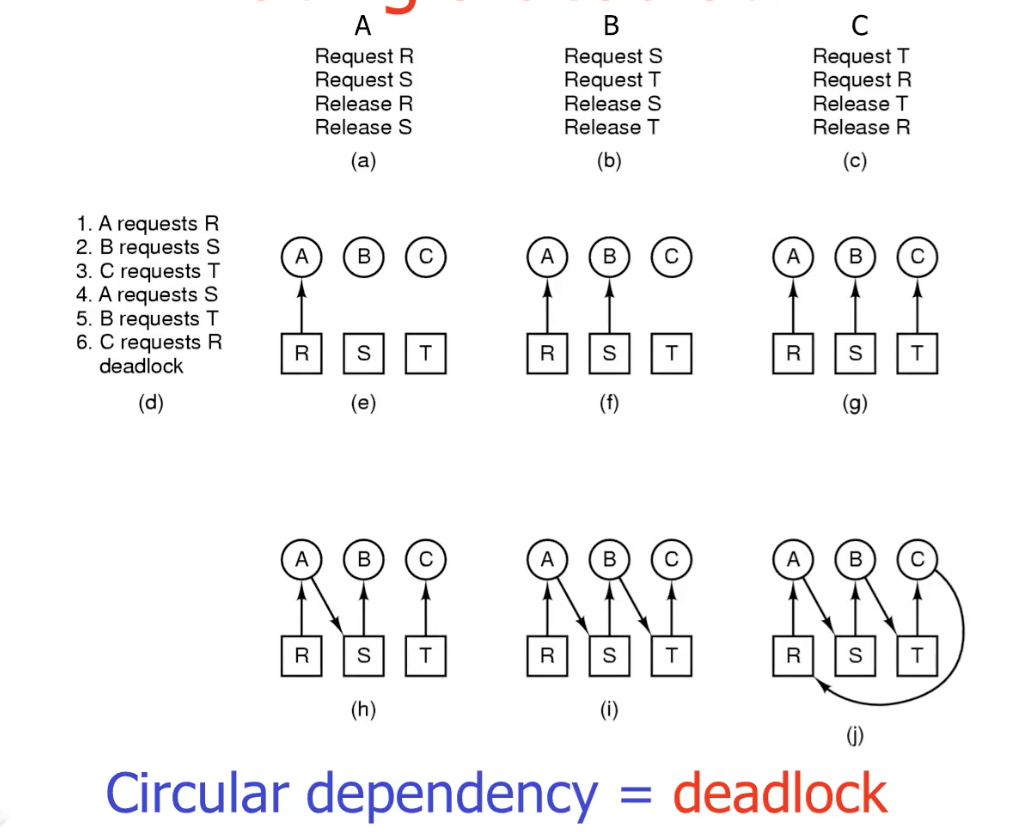 A B C
Request R Request S Request T
Request S Request T Request R
Release R Release S Release T
Release S Release T Release R
(a) (b) (c)
1. A requests R
2. B requests S
3. C requests T
4. A requests S
5. B requests T
6. C requests R
deadlock
A B C A B C A B C
R S T R S T R S T
(d) (e) (f) (g)
A B C A B C A B C
R S T R S T R S T
(h) (i) (j)
Circular dependency = deadlock